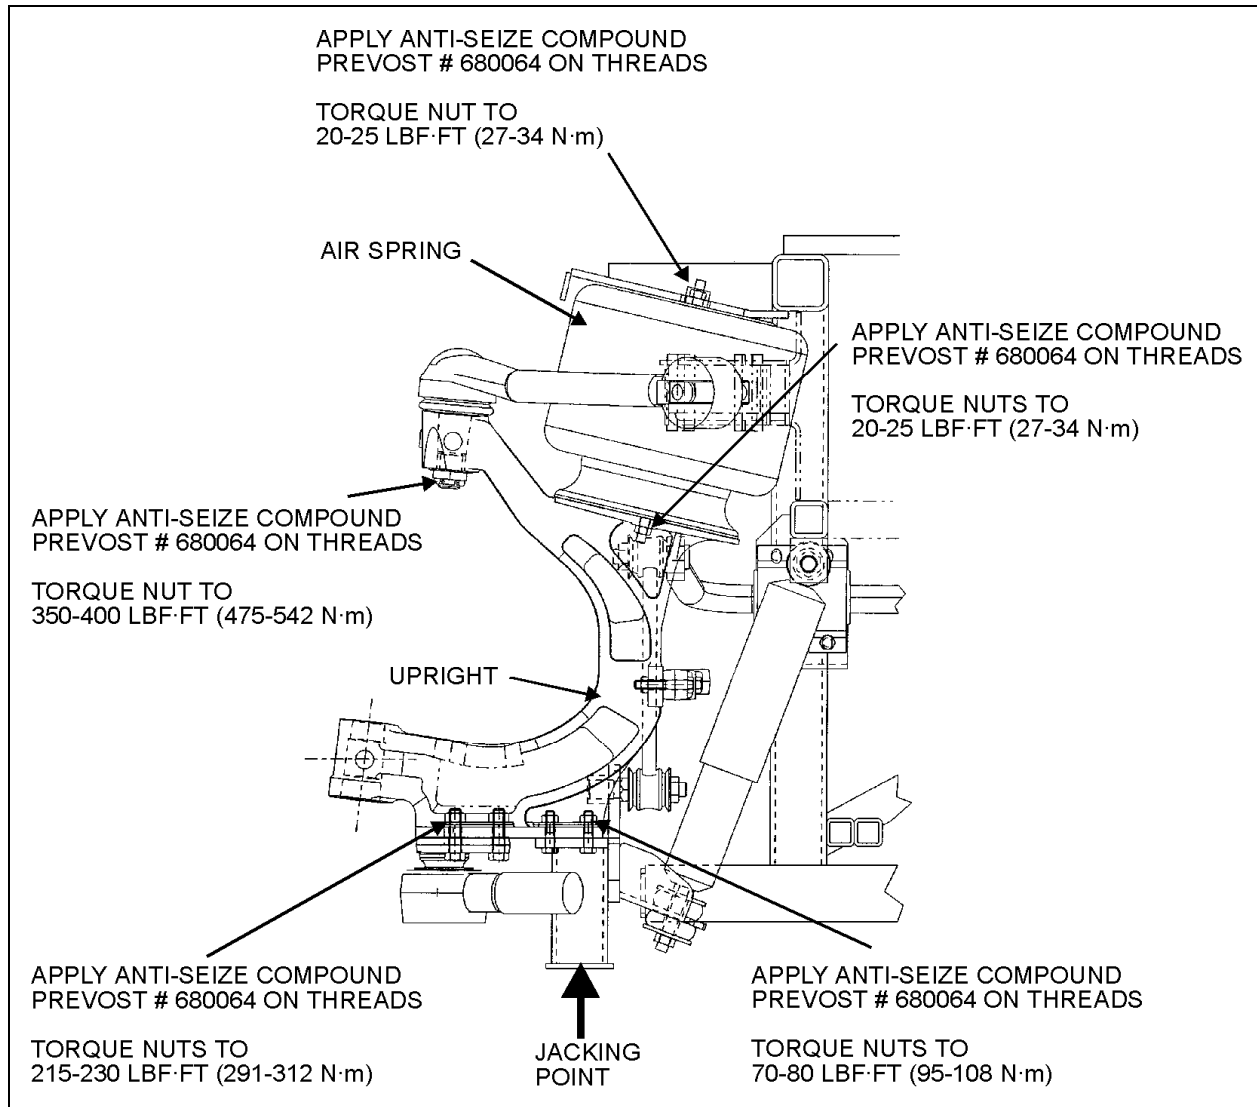 APPLY ANTI-SEIZE COMPOUND
PREVOST # 680064 ON THREADS
TORQUE NUT TO
20-25 LBF·FT (27-34 N·m)
AIR SPRING
APPLY ANTI-SEIZE COMPOUND
PREVOST # 680064 ON THREADS
TORQUE NUTS TO
20-25 LBF·FT (27-34 N·m)
APPLY ANTI-SEIZE COMPOUND
PREVOST # 680064 ON THREADS
TORQUE NUT TO
350-400 LBF·FT (475-542 N·m)
UPRIGHT
APPLY ANTI-SEIZE COMPOUND
PREVOST # 680064 ON THREADS
TORQUE NUTS TO
215-230 LBF·FT (291-312 N·m)
JACKING
POINT
APPLY ANTI-SEIZE COMPOUND
PREVOST # 680064 ON THREADS
TORQUE NUTS TO
70-80 LBF·FT (95-108 N·m)